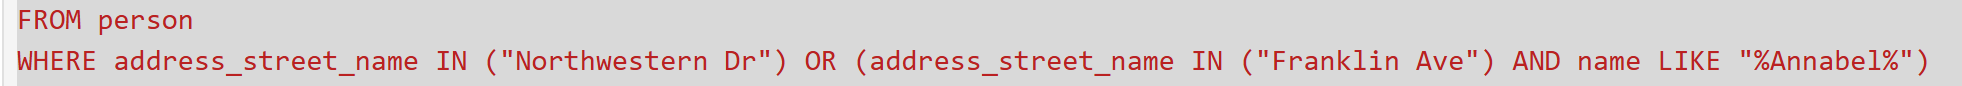 FROM person
WHERE address_street_name IN ("Northwestern Dr") OR (address_street_name IN ("Franklin Ave") AND name LIKE "%Annabel%")